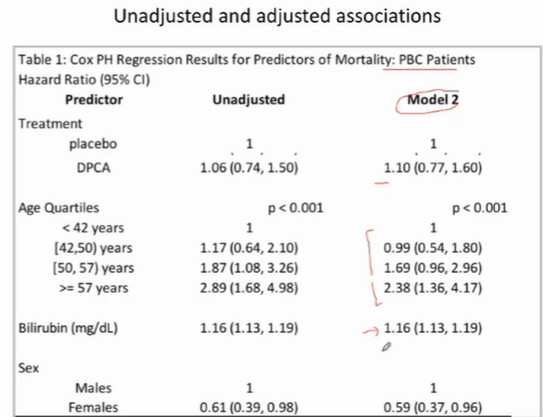 Unadjusted and adjusted associations
Table 1: Cox PH Regression Results for Predictors of Mortality: PBC Patients
Hazard Ratio (95% CI)
Predictor Unadjusted Model 2
Treatment
placebo 1 1
DPCA 1.06 (0.74, 1.50) 1.10 (0.77, 1.60)
Age Quartiles p < 0.001 p < 0.001
< 42 years 1 1
[42,50) years 1.17 (0.64, 2.10) 0.99 (0.54, 1.80)
[50, 57) years 1.87 (1.08, 3.26) 1.69 (0.96, 2.96)
>= 57 years 2.89 (1.68, 4.98) 2.38 (1.36, 4.17)
Bilirubin (mg/dL) 1.16 (1.13, 1.19) 1.16 (1.13, 1.19)
Sex
Males 1 1
Females 0.61 (0.39, 0.98) 0.59 (0.37, 0.96)